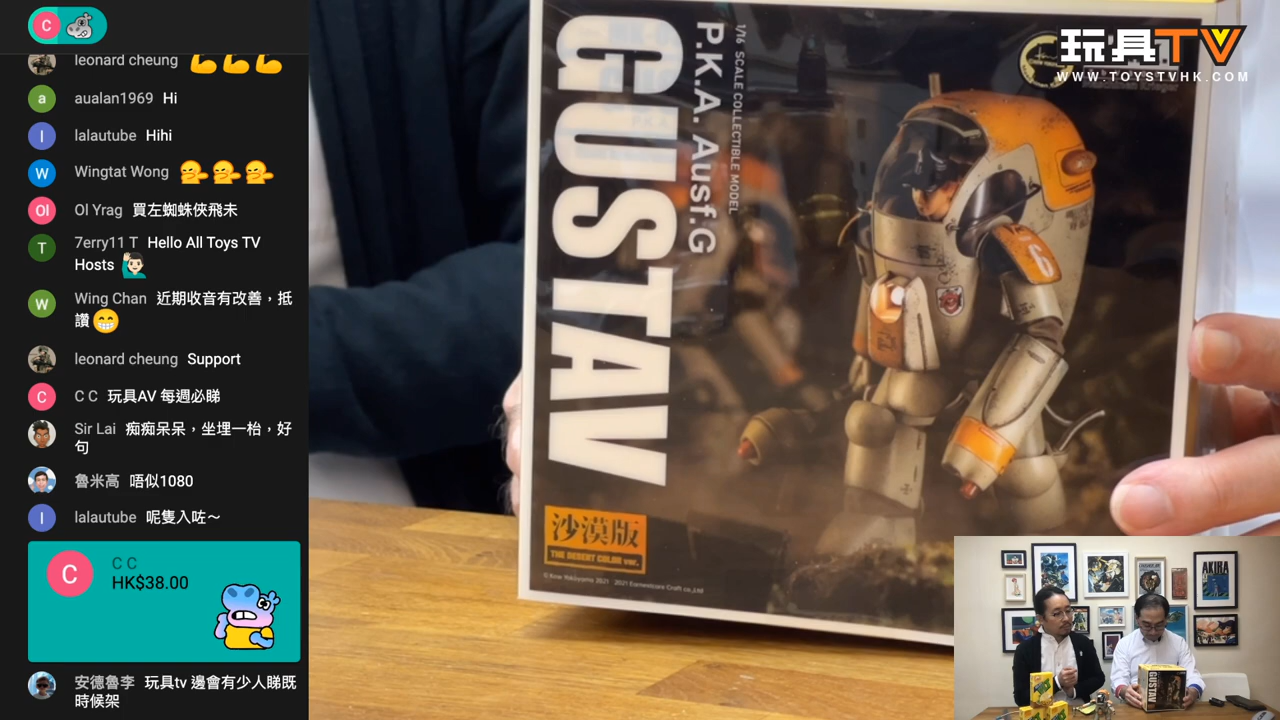 C
leonard cheung
a
aualan1969 Hi
l
lalautube Hihi
W
Wingtat Wong
Ol
Ol Yrag 買左蜘蛛俠飛未
T
7erry11 T Hello All Toys TV
Hosts
W
Wing Chan 近期收音有改善，抵
讚
leonard cheung Support
C
C C 玩具AV 每週必睇
Sir Lai 痴痴呆呆，坐埋一枱，好
句
魯米高 唔似1080
l
lalautube 呢隻入咗～
C
C C
HK$38.00
安德魯李 玩具tv 邊會有少人睇既
時候架
1/16 SCALE COLLECTIBLE MODEL
P.K.A. Ausf.G
GUSTAV
沙漠版
THE DESERT COLOR ver.
玩具TV
WWW.TOYSTVHK.COM
6
AKIRA
GUSTAV